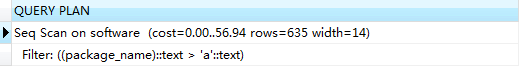 QUERY PLAN
Seq Scan on software  (cost=0.00..56.94 rows=635 width=14)
  Filter: ((package_name)::text > 'a'::text)